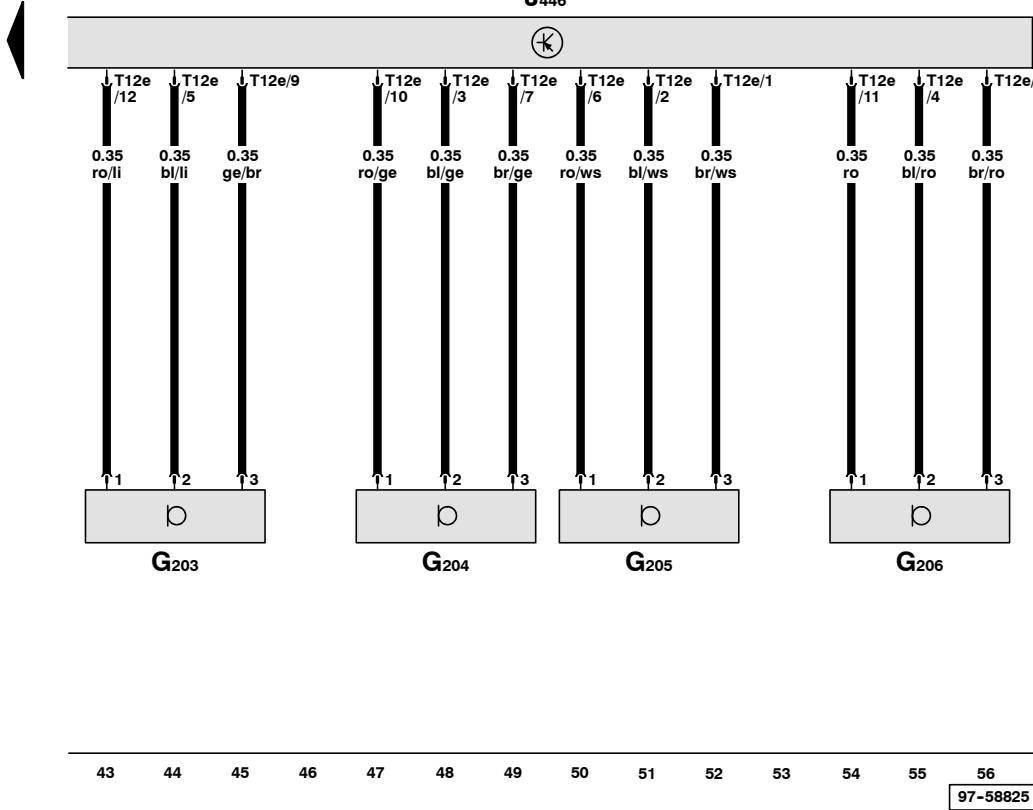 446
T12e T12e T12e/9 T12e T12e T12e T12e T12e T12e/1 T12e T12e T12e/
/12 /5 /10 /3 /7 /6 /2 /11 /4
0.35 0.35 0.35 0.35 0.35 0.35 0.35 0.35 0.35 0.35 0.35 0.35
ro/li bl/li ge/br ro/ge bl/ge br/ge ro/ws bl/ws br/ws ro bl/ro br/ro
1 2 3 1 2 3 1 2 3 1 2 3
G203 G204 G205 G206
43 44 45 46 47 48 49 50 51 52 53 54 55 56
97-58825